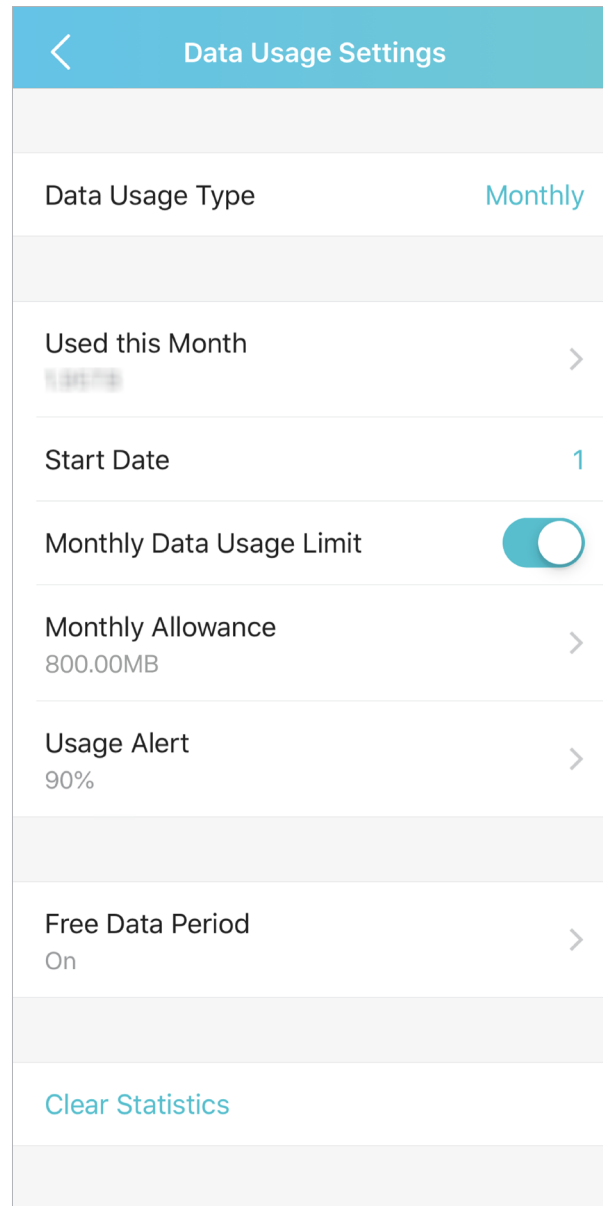 Data Usage Settings
Data Usage Type
Monthly
Used this Month
Start Date
1
Monthly Data Usage Limit
Monthly Allowance
800.00MB
Usage Alert
90%
Free Data Period
On
Clear Statistics